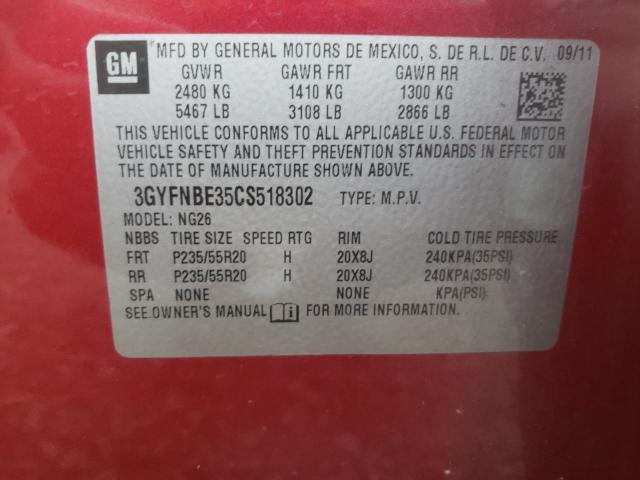 GM
*MFD BY GENERAL MOTORS DE MEXICO, S. DE R.L. DE C.V. 09/11
GVWR GAWR FRT GAWR RR
2480 KG 1410 KG 1300 KG
5467 LB 3108 LB 2866 LB
THIS VEHICLE CONFORMS TO ALL APPLICABLE U.S. FEDERAL MOTOR
VEHICLE SAFETY AND THEFT PREVENTION STANDARDS IN EFFECT ON
THE DATE OF MANUFACTURE SHOWN ABOVE.
3GYFNBE35CS518302 TYPE: M.P.V.
MODEL: NG26
NBBS TIRE SIZE SPEED RTG RIM COLD TIRE PRESSURE
FRT P235/55R20 H 20X8J 240KPA(35PSI)
RR P235/55R20 H 20X8J 240KPA(35PSI)
SPA NONE NONE KPA(PSI)
SEE OWNER'S MANUAL i FOR MORE INFORMATION.